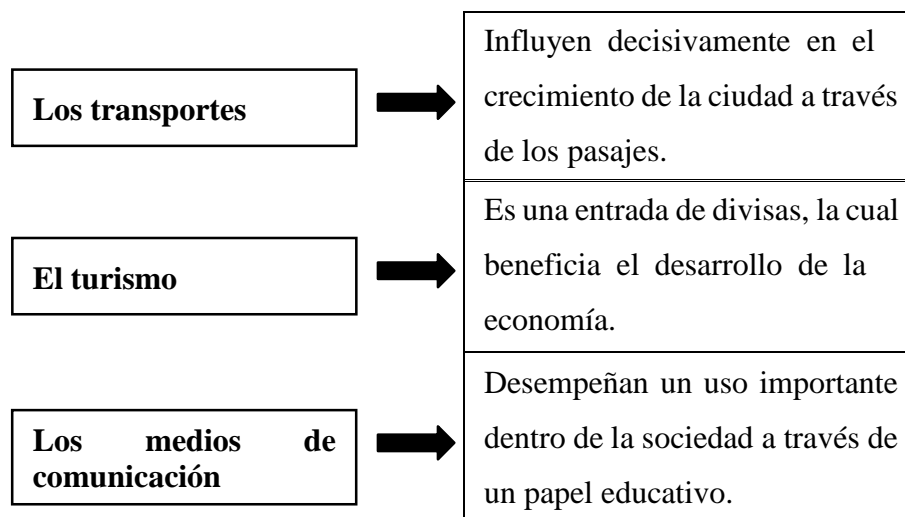 Los transportes
Influyen decisivamente en el
crecimiento de la ciudad a través
de los pasajes.
El turismo
Es una entrada de divisas, la cual
beneficia el desarrollo de la
economía.
Los medios de
comunicación
Desempeñan un uso importante
dentro de la sociedad a través de
un papel educativo.